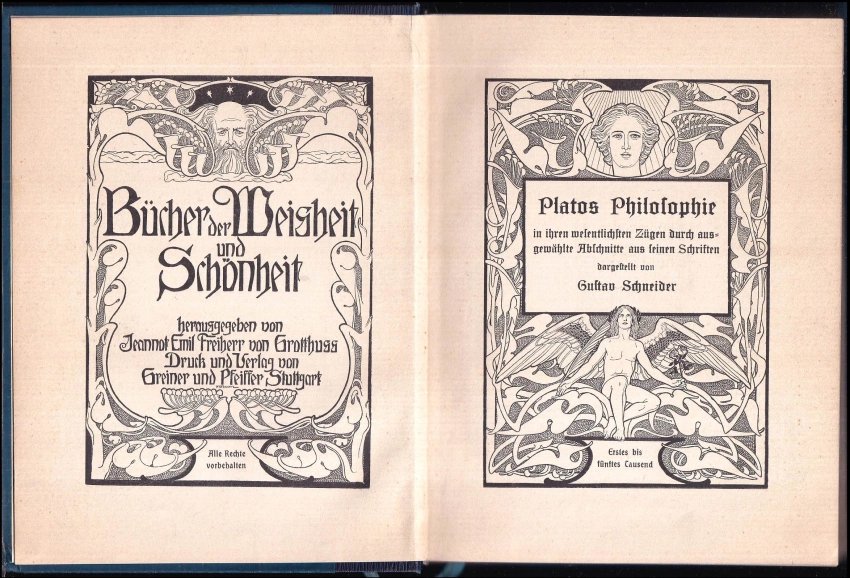 Bücher der Weisheit
und
Schönheit
herausgegeben von
Jeannot Emil Freiherr von Grotthuss
Druck und Verlag von
Greiner und Pfeiffer, Stuttgart
Alle Rechte
vorbehalten
Platos Philoſophie
in ihren weſentlichſten Zügen durch aus-
gewählte Abſchnitte aus ſeinen Schriften
dargeſtellt von
Guſtav Schneider
Erſtes bis
fünftes Tauſend